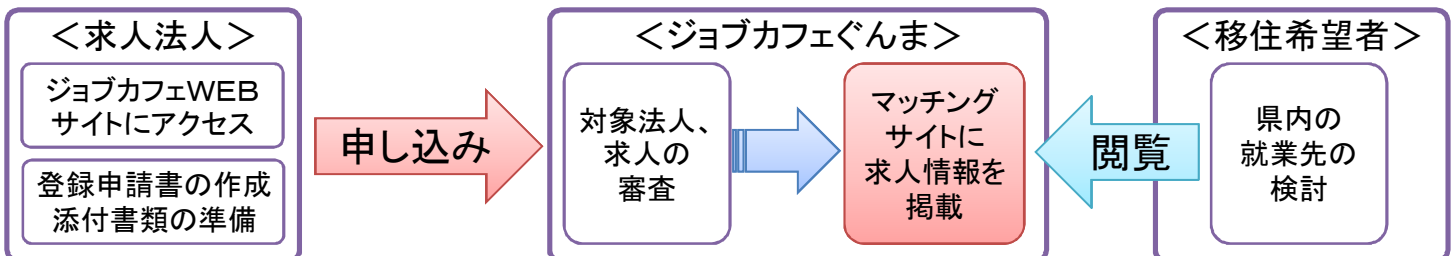 ＜求人法人＞
ジョブカフェWEB
サイトにアクセス
登録申請書の作成
添付書類の準備
申し込み
＜ジョブカフェぐんま＞
対象法人、
求人の
審査
マッチング
サイトに
求人情報を
掲載
閲覧
＜移住希望者＞
県内の
就業先の
検討